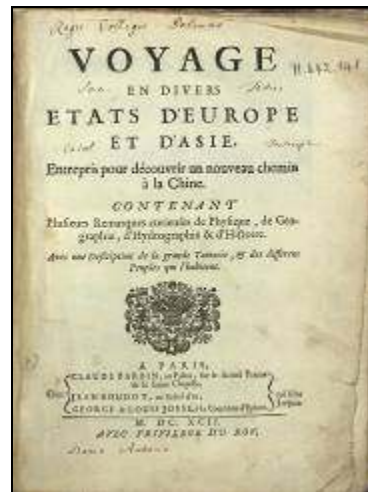 VOYAGE
EN DIVERS
ETATS D'EUROPE
ET D'ASIE,
Entrepris pour découvrir un nouveau chemin
à la Chine.
CONTENANT
Plusieurs Remarques curieuses de Physique, de Géo-
graphie, d'Hydrographie & d'Histoire.
Avec une Description de la grande Tartarie, & des differens
Peuples qui l'habitent.
A PARIS,
Chez
CLAUDE BARBIN, au Palais, sur le second Perron
de la Sainte Chapelle,
JEAN BOUDOT,
GEORGE & LOUIS JOSSE,
M. DC. XCII.
AVEC PRIVILEGE DU ROY.